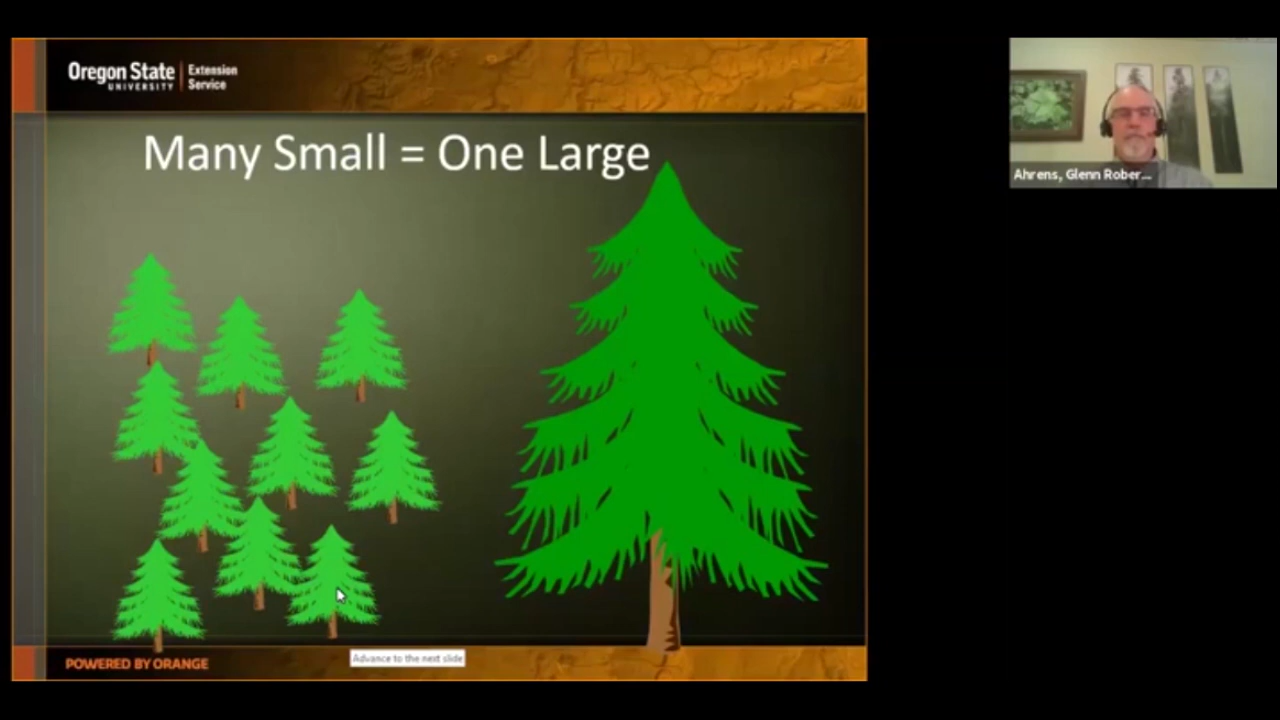 Oregon State
UNIVERSITY
Extension
Service
Many Small = One Large
Ahrens, Glenn Rober...
Advance to the next slide
POWERED BY ORANGE